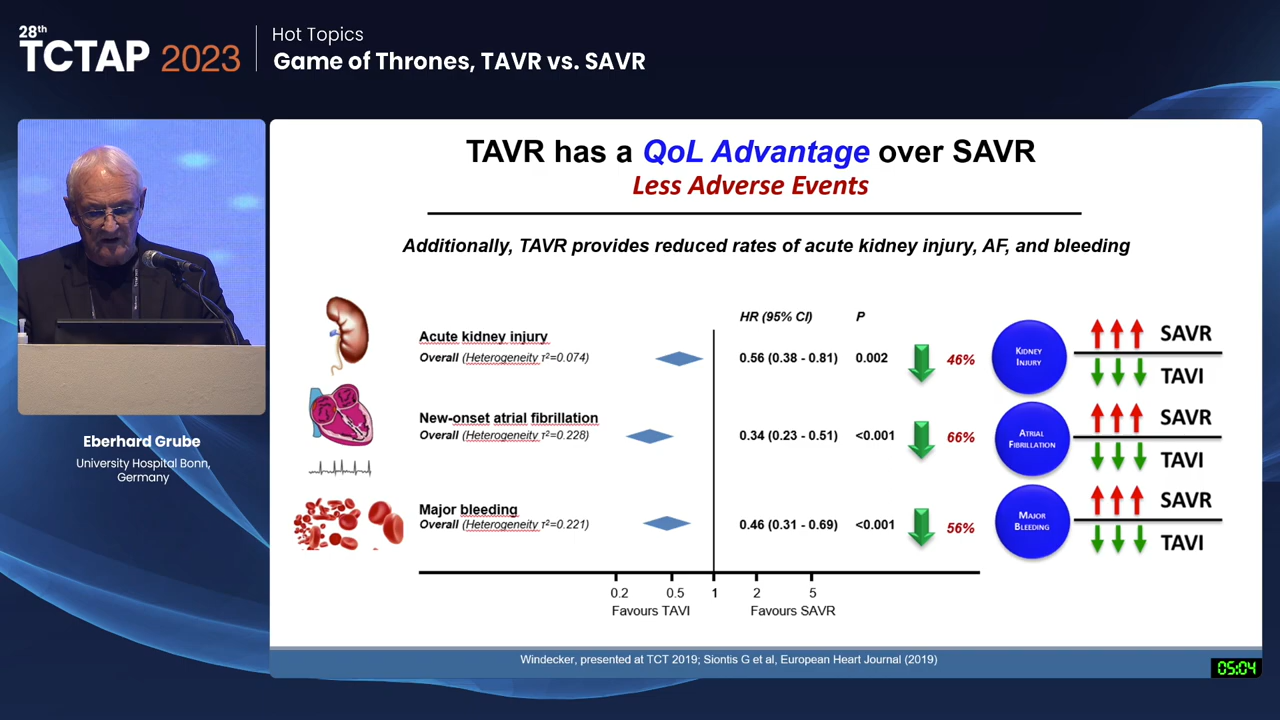 28th
TCTAP 2023
Hot Topics
Game of Thrones, TAVR vs. SAVR
Eberhard Grube
University Hospital Bonn,
Germany
TAVR has a QoL Advantage over SAVR
Less Adverse Events
Additionally, TAVR provides reduced rates of acute kidney injury, AF, and bleeding
HR (95% CI) P
Acute kidney injury
Overall (Heterogeneity τ²=0.074) 0.56 (0.38 - 0.81) 0.002 46%
New-onset atrial fibrillation
Overall (Heterogeneity τ²=0.228) 0.34 (0.23 - 0.51) <0.001 66%
Major bleeding
Overall (Heterogeneity τ²=0.221) 0.46 (0.31 - 0.69) <0.001 56%
0.2 0.5 1 2 5
Favours TAVI Favours SAVR
KIDNEY
INJURY
SAVR
TAVI
ATRIAL
FIBRILLATION
SAVR
TAVI
MAJOR
BLEEDING
SAVR
TAVI
Windecker, presented at TCT 2019; Siontis G et al, European Heart Journal (2019)
05:04